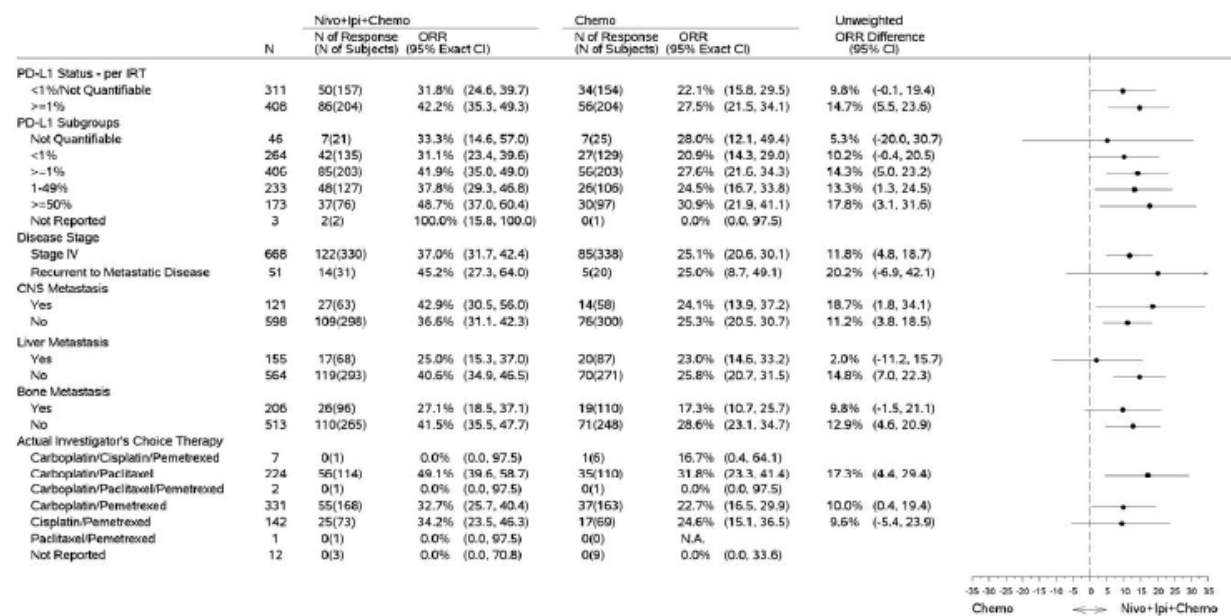 Nivo+Ipi+Chemo Chemo Unweighted
N of Response ORR N of Response ORR ORR Difference
N (N of Subjects) (95% Exact CI) (N of Subjects) (95% Exact CI) (95% CI)
PD-L1 Status - per IRT
<1%/Not Quantifiable 311 50(157) 31.8% (24.6, 39.7) 34(154) 22.1% (15.8, 29.5) 9.8% (-0.1, 19.4)
>=1% 408 86(204) 42.2% (35.3, 49.3) 56(204) 27.5% (21.5, 34.1) 14.7% (5.5, 23.6)
PD-L1 Subgroups
Not Quantifiable 46 7(21) 33.3% (14.6, 57.0) 7(25) 28.0% (12.1, 49.4) 5.3% (-20.0, 30.7)
<1% 264 42(135) 31.1% (23.4, 39.6) 27(129) 20.9% (14.3, 29.0) 10.2% (-0.4, 20.5)
>=1% 406 85(203) 41.9% (35.0, 49.0) 56(203) 27.6% (21.6, 34.3) 14.3% (5.0, 23.2)
1-49% 233 48(127) 37.8% (29.3, 46.8) 26(106) 24.5% (16.7, 33.8) 13.3% (1.3, 24.5)
>=50% 173 37(76) 48.7% (37.0, 60.4) 30(97) 30.9% (21.9, 41.1) 17.8% (3.1, 31.6)
Not Reported 3 2(2) 100.0% (15.8, 100.0) 0(1) 0.0% (0.0, 97.5)
Disease Stage
Stage IV 668 122(330) 37.0% (31.7, 42.4) 85(338) 25.1% (20.6, 30.1) 11.8% (4.8, 18.7)
Recurrent to Metastatic Disease 51 14(31) 45.2% (27.3, 64.0) 5(20) 25.0% (8.7, 49.1) 20.2% (-6.9, 42.1)
CNS Metastasis
Yes 121 27(63) 42.9% (30.5, 56.0) 14(58) 24.1% (13.9, 37.2) 18.7% (1.8, 34.1)
No 598 109(298) 36.6% (31.1, 42.3) 76(300) 25.3% (20.5, 30.7) 11.2% (3.8, 18.5)
Liver Metastasis
Yes 155 17(68) 25.0% (15.3, 37.0) 20(87) 23.0% (14.6, 33.2) 2.0% (-11.2, 15.7)
No 564 119(293) 40.6% (34.9, 46.5) 70(271) 25.8% (20.7, 31.5) 14.8% (7.0, 22.3)
Bone Metastasis
Yes 206 26(96) 27.1% (18.5, 37.1) 19(110) 17.3% (10.7, 25.7) 9.8% (-1.5, 21.1)
No 513 110(265) 41.5% (35.5, 47.7) 71(248) 28.6% (23.1, 34.7) 12.9% (4.6, 20.9)
Actual Investigator's Choice Therapy
Carboplatin/Cisplatin/Pemetrexed 7 0(1) 0.0% (0.0, 97.5) 1(6) 16.7% (0.4, 64.1)
Carboplatin/Paclitaxel 224 56(114) 49.1% (39.6, 58.7) 35(110) 31.8% (23.3, 41.4) 17.3% (4.4, 29.4)
Carboplatin/Paclitaxel/Pemetrexed 2 0(1) 0.0% (0.0, 97.5) 0(1) 0.0% (0.0, 97.5)
Carboplatin/Pemetrexed 331 55(168) 32.7% (25.7, 40.4) 37(163) 22.7% (16.5, 29.9) 10.0% (0.4, 19.4)
Cisplatin/Pemetrexed 142 25(73) 34.2% (23.5, 46.3) 17(69) 24.6% (15.1, 36.5) 9.6% (-5.4, 23.9)
Paclitaxel/Pemetrexed 1 0(1) 0.0% (0.0, 97.5) 0(0) N.A.
Not Reported 12 0(3) 0.0% (0.0, 70.8) 0(9) 0.0% (0.0, 33.6)
-35 -30 -25 -20 -15 -10 -5 0 5 10 15 20 25 30 35
Chemo <--> Nivo+Ipi+Chemo